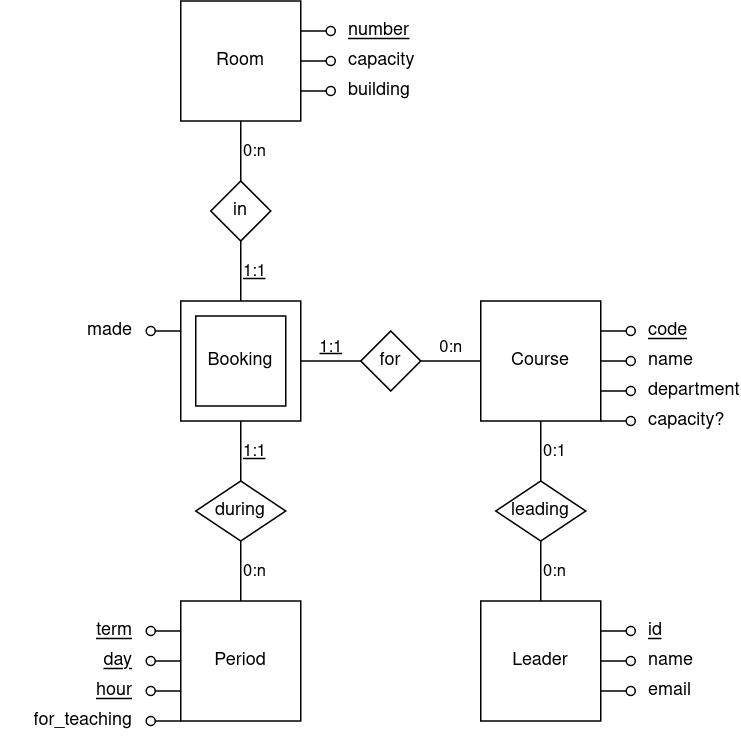 number
Room
capacity
building
0:n
in
1:1
made
Booking
1:1
for
0:n
Course
code
name
department
capacity?
1:1
0:1
during
leading
0:n
0:n
term
day
hour
for_teaching
Period
Leader
id
name
email